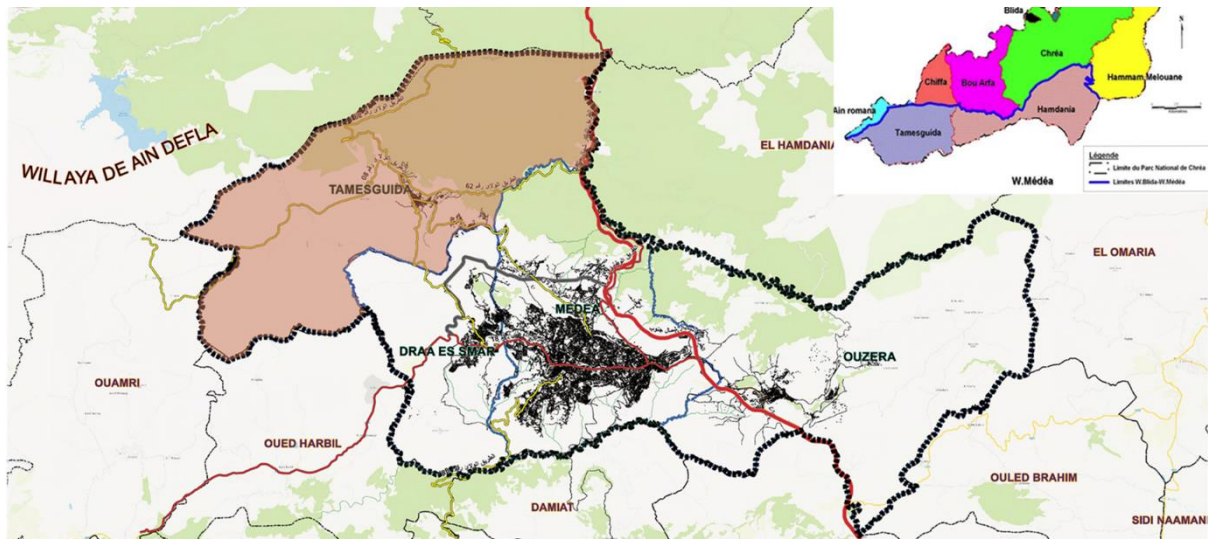 WILLAYA DE AIN DEFLA
TAMESGUIDA
EL HAMDANIA
EL OMARIA
MEDEA
DRAA ES SMAR
OUZERA
OUAMRI
OUED HARBIL
DAMIAT
OULED BRAHIM
SIDI NAAMANE
Blida
N
Chréa
Chiffa
Bou Arfa
Hammam Melouane
Ain romana
Hamdania
Tamesguida
Légende
Limite du Parc National de Chréa
Limites W.Blida-W.Médéa
W.Médéa